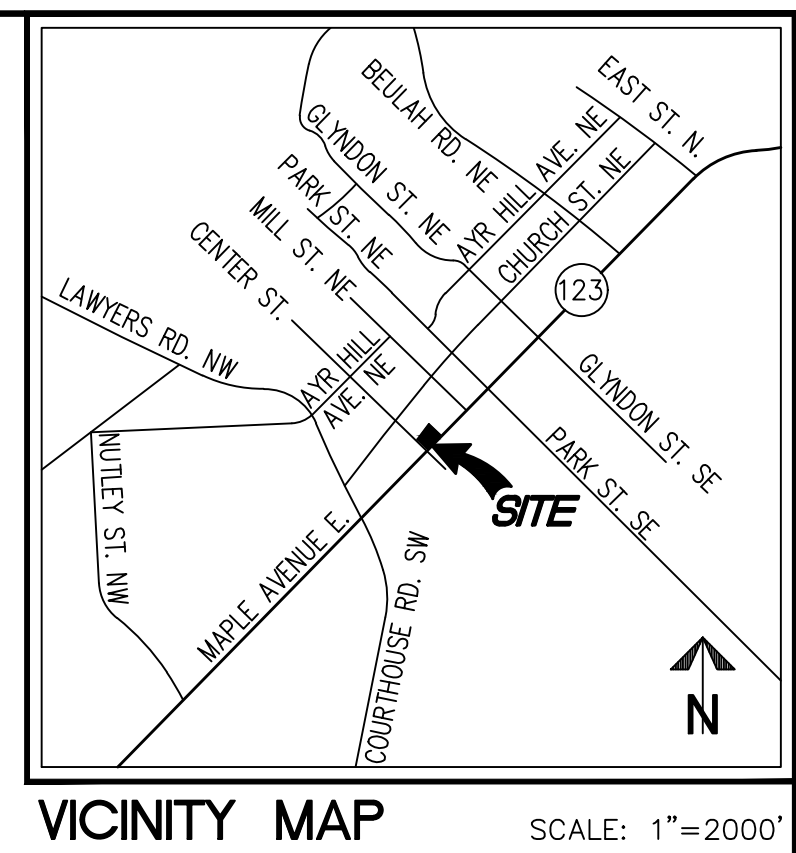 EAST ST. N.
BEULAH RD. NE
AYR HILL AVE. NE
GLYNDON ST. NE
CHURCH ST. NE
PARK ST. NE
MILL ST. NE
CENTER ST.
123
LAWYERS RD. NW
AYR HILL
AVE. NE
GLYNDON ST. SE
PARK ST. SE
NUTLEY ST. NW
SITE
MAPLE AVENUE E.
COURTHOUSE RD. SW
N
VICINITY MAP
SCALE: 1"=2000'